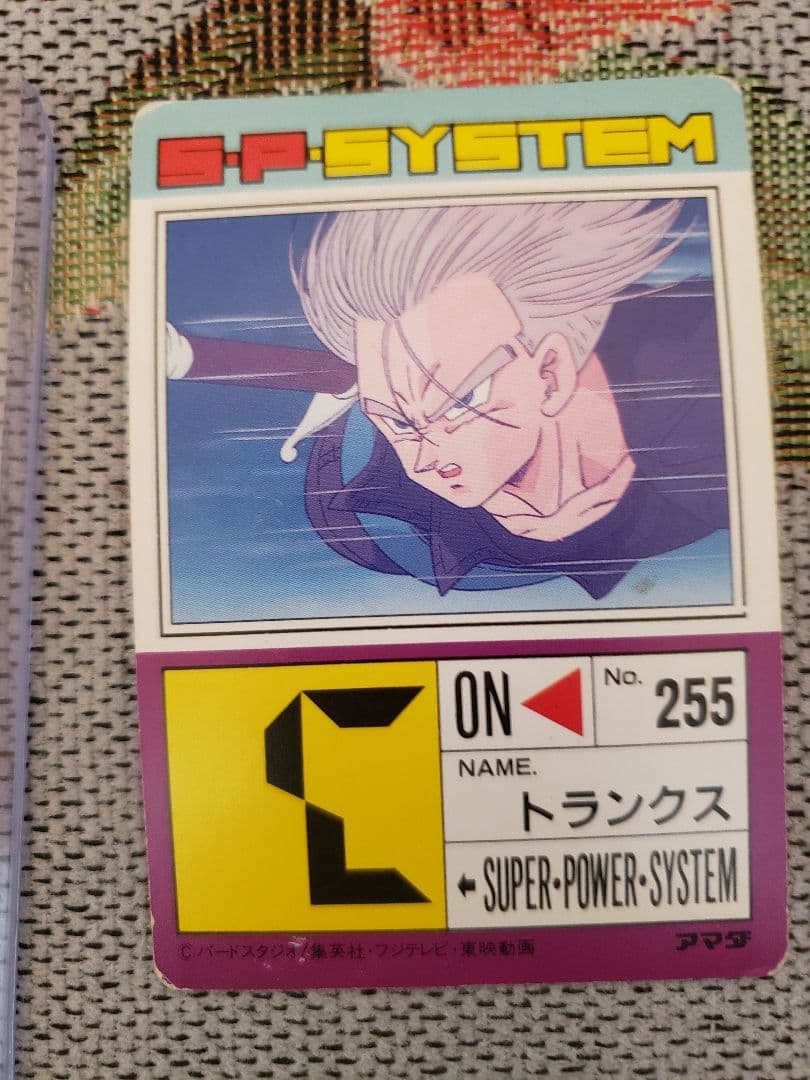 S・P・SYSTEM
ON
No. 255
NAME.
トランクス
←SUPER・POWER・SYSTEM
アマダ
C.バードスタジオ/集英社・フジテレビ・東映動画